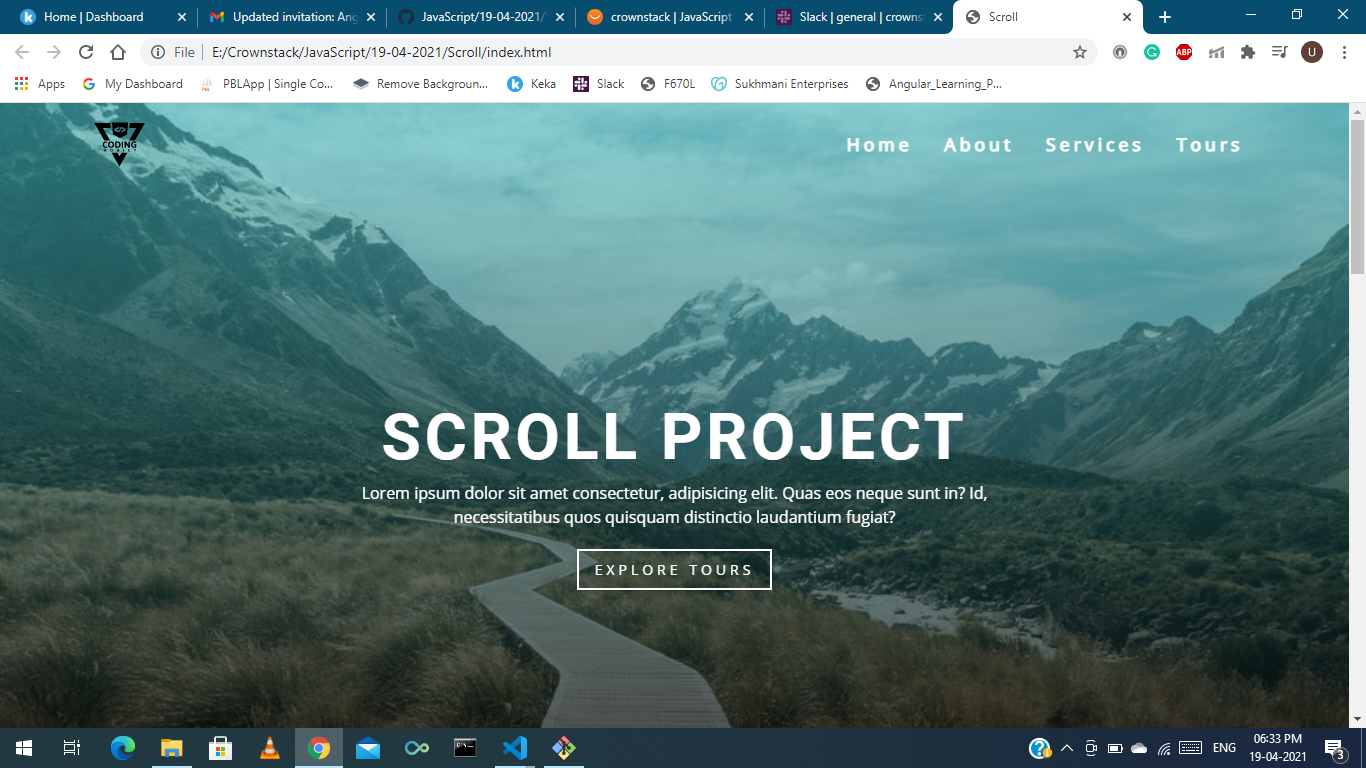 Home | Dashboard
Updated invitation: Ang
JavaScript/19-04-2021/
crownstack | JavaScript
Slack | general | crowns
Scroll
File
E:/Crownstack/JavaScript/19-04-2021/Scroll/index.html
ABP
U
Apps
My Dashboard
PBLApp | Single Co...
Remove Backgroun...
Keka
Slack
F670L
Sukhmani Enterprises
Angular_Learning_P...
CODING
ADDICT
Home
About
Services
Tours
SCROLL PROJECT
Lorem ipsum dolor sit amet consectetur, adipisicing elit. Quas eos neque sunt in? Id,
necessitatibus quos quisquam distinctio laudantium fugiat?
EXPLORE TOURS
ENG
06:33 PM
19-04-2021
3